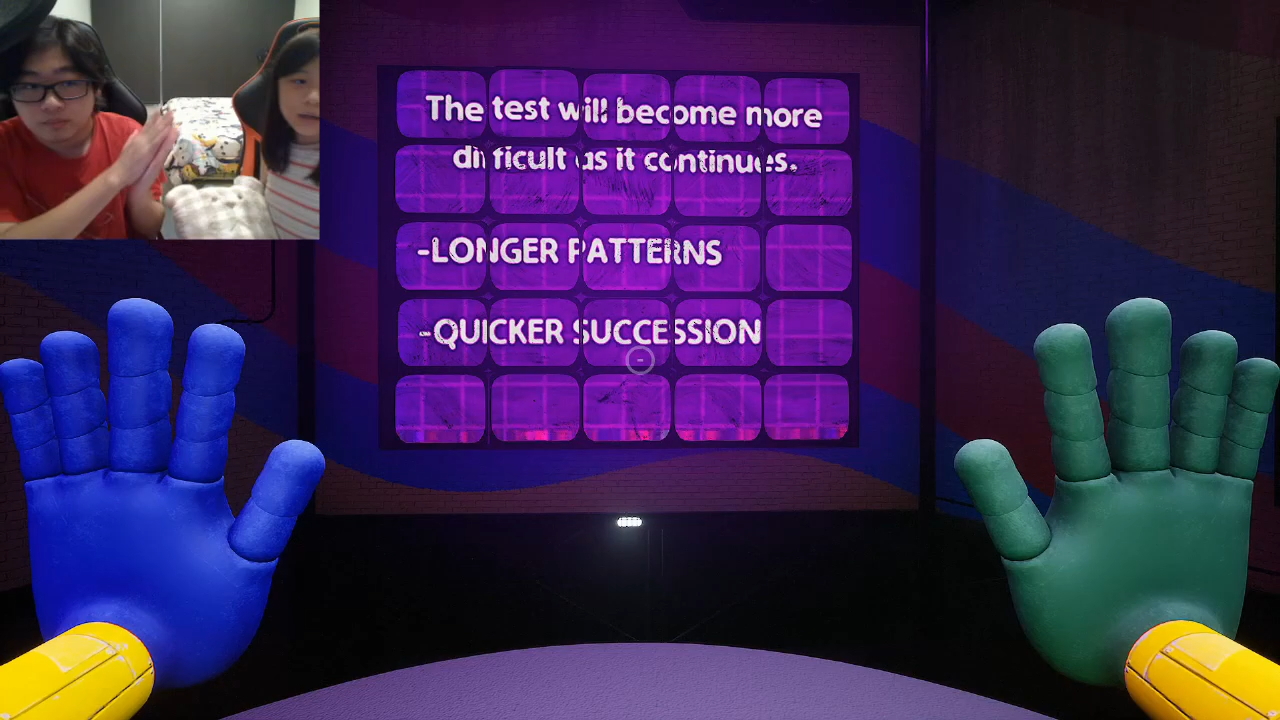 The test will become more
difficult as it continues.
-LONGER PATTERNS
-QUICKER SUCCESSION